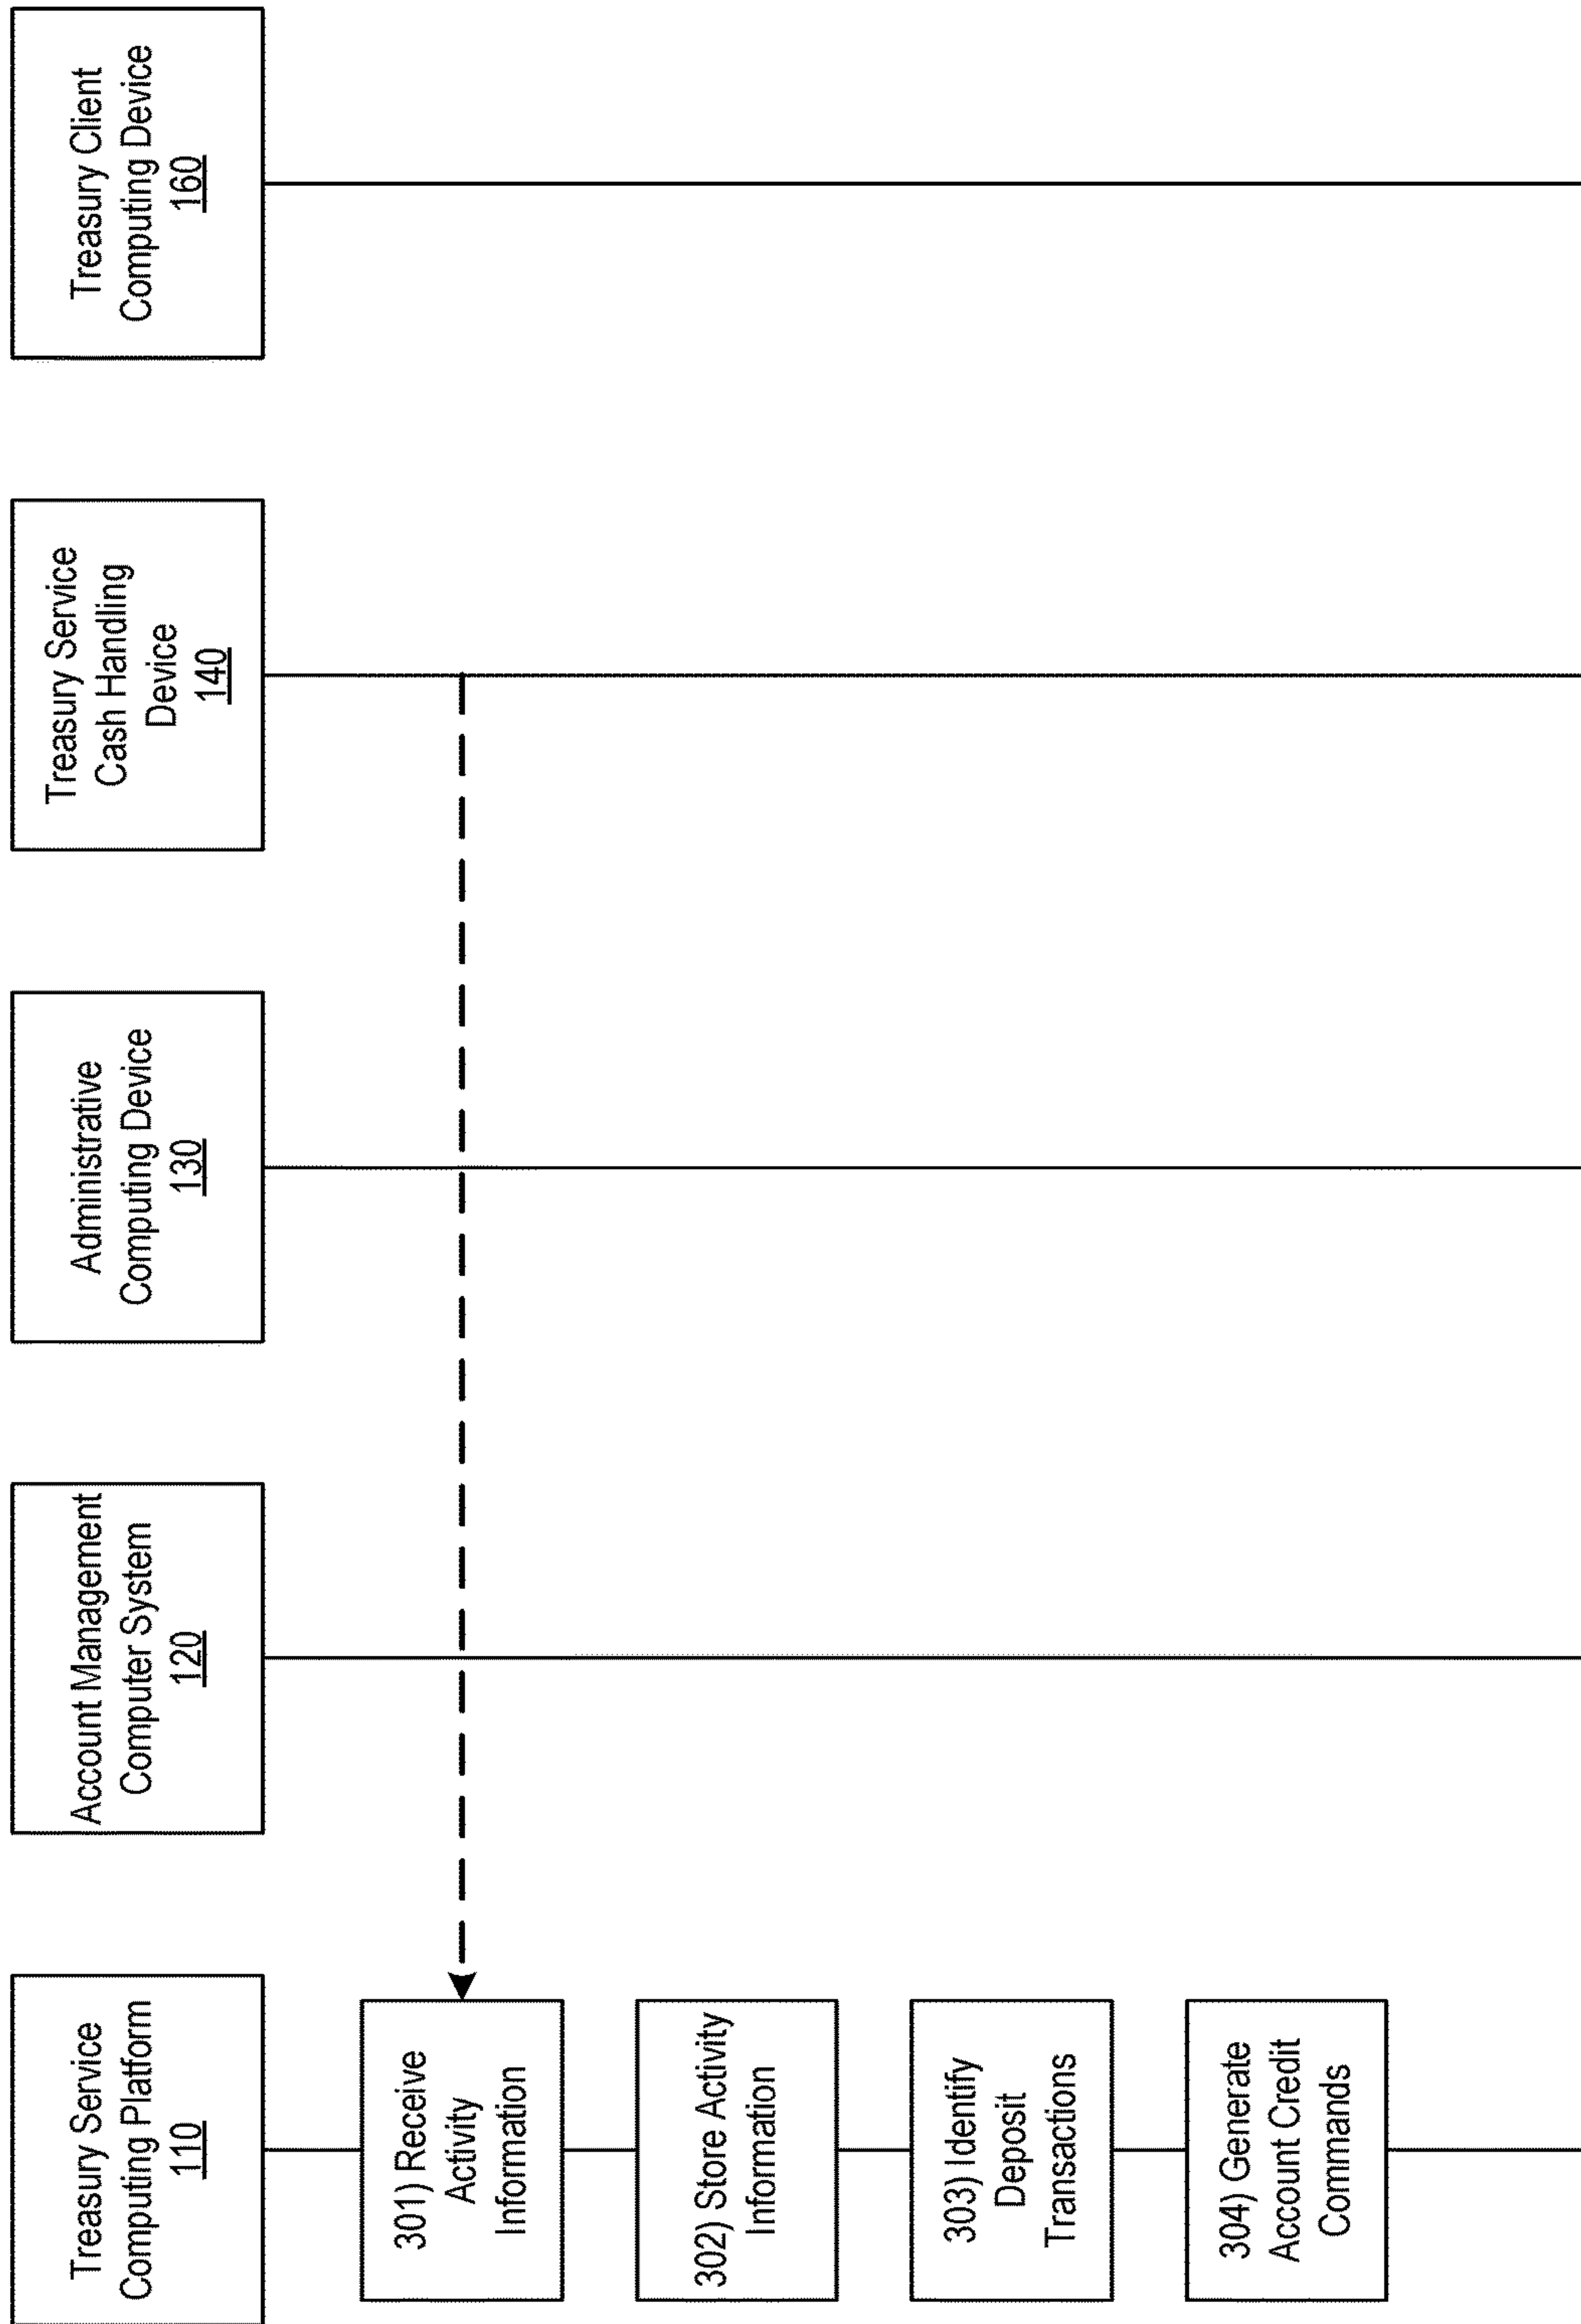 Treasury Service
Computing Platform
110
Account Management
Computer System
120
Administrative
Computing Device
130
Treasury Service
Cash Handling
Device
140
Treasury Client
Computing Device
160
301) Receive
Activity
Information
302) Store Activity
Information
303) Identify
Deposit
Transactions
304) Generate
Account Credit
Commands